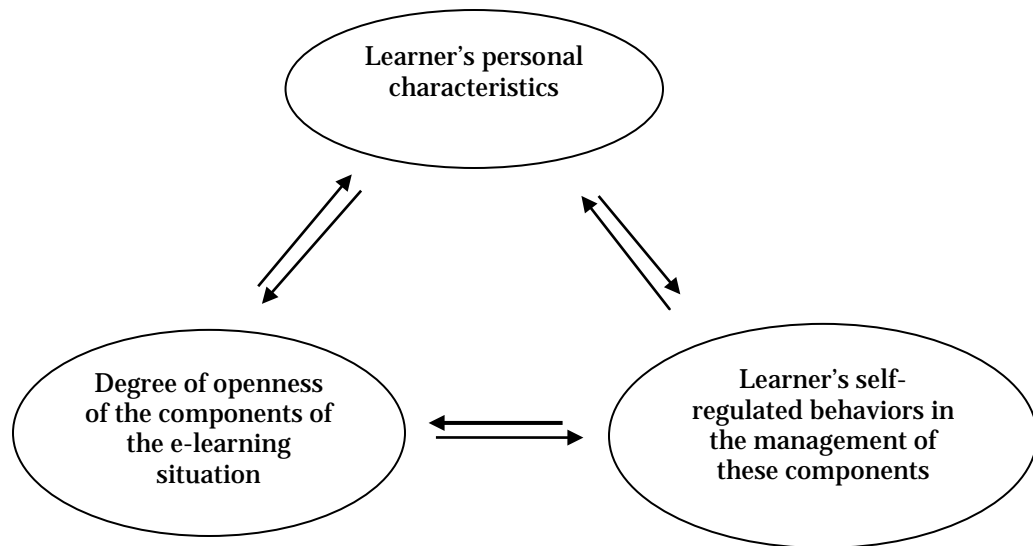 Learner’s personal
characteristics
Degree of openness
of the components of
the e-learning
situation
Learner’s self-
regulated behaviors in
the management of
these components